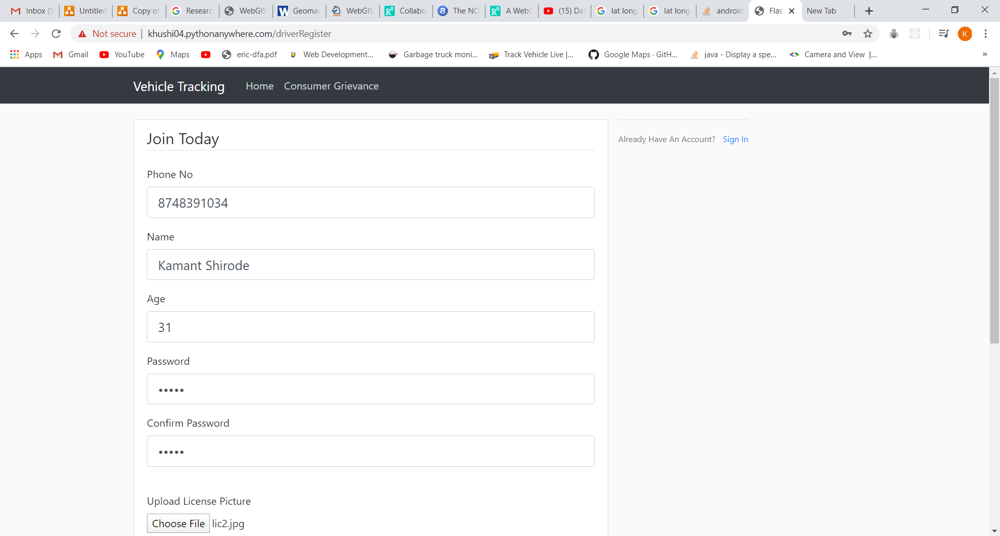 Inbox (5 Untitled Copy of Researc WebGIS Geomar WebGIS Collabo The NO A WebG (15) Dat lat long lat long android Flas New Tab
Not secure | khushi04.pythonanywhere.com/driverRegister K
Apps Gmail YouTube Maps eric-dfa.pdf Web Development... Garbage truck moni... Track Vehicle Live |... Google Maps · GitH... java - Display a spe... Camera and View |... »
Vehicle Tracking Home Consumer Grievance
Join Today
Already Have An Account? Sign In
Phone No
8748391034
Name
Kamant Shirode
Age
31
Password
•••••
Confirm Password
•••••
Upload License Picture
Choose File lic2.jpg